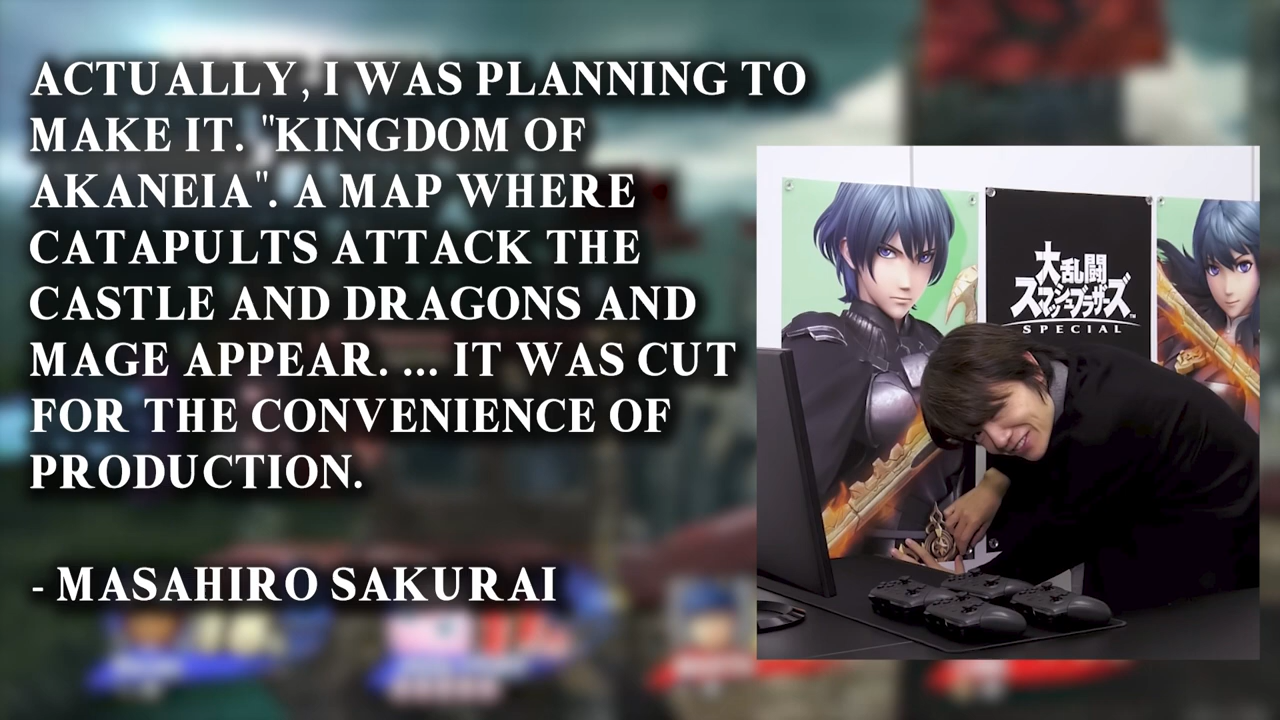 ACTUALLY, I WAS PLANNING TO
MAKE IT. "KINGDOM OF
AKANEIA". A MAP WHERE
CATAPULTS ATTACK THE
CASTLE AND DRAGONS AND
MAGE APPEAR. ... IT WAS CUT
FOR THE CONVENIENCE OF
PRODUCTION.
- MASAHIRO SAKURAI
大乱闘
スマッシュブラザーズ
SPECIAL